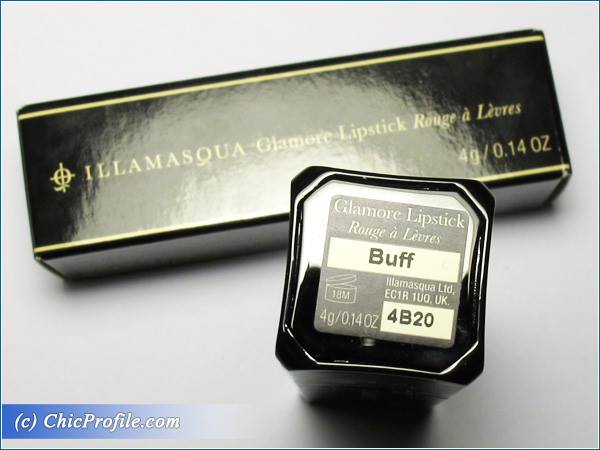 ILLAMASQUA Glamore Lipstick Rouge à Lèvres
4g/0.14 OZ
Glamore Lipstick
Rouge à Lèvres
Buff
18M
Illamasqua Ltd,
EC1R 1UQ, UK.
4g/0.14 OZ
4B20
(c) ChicProfile.com